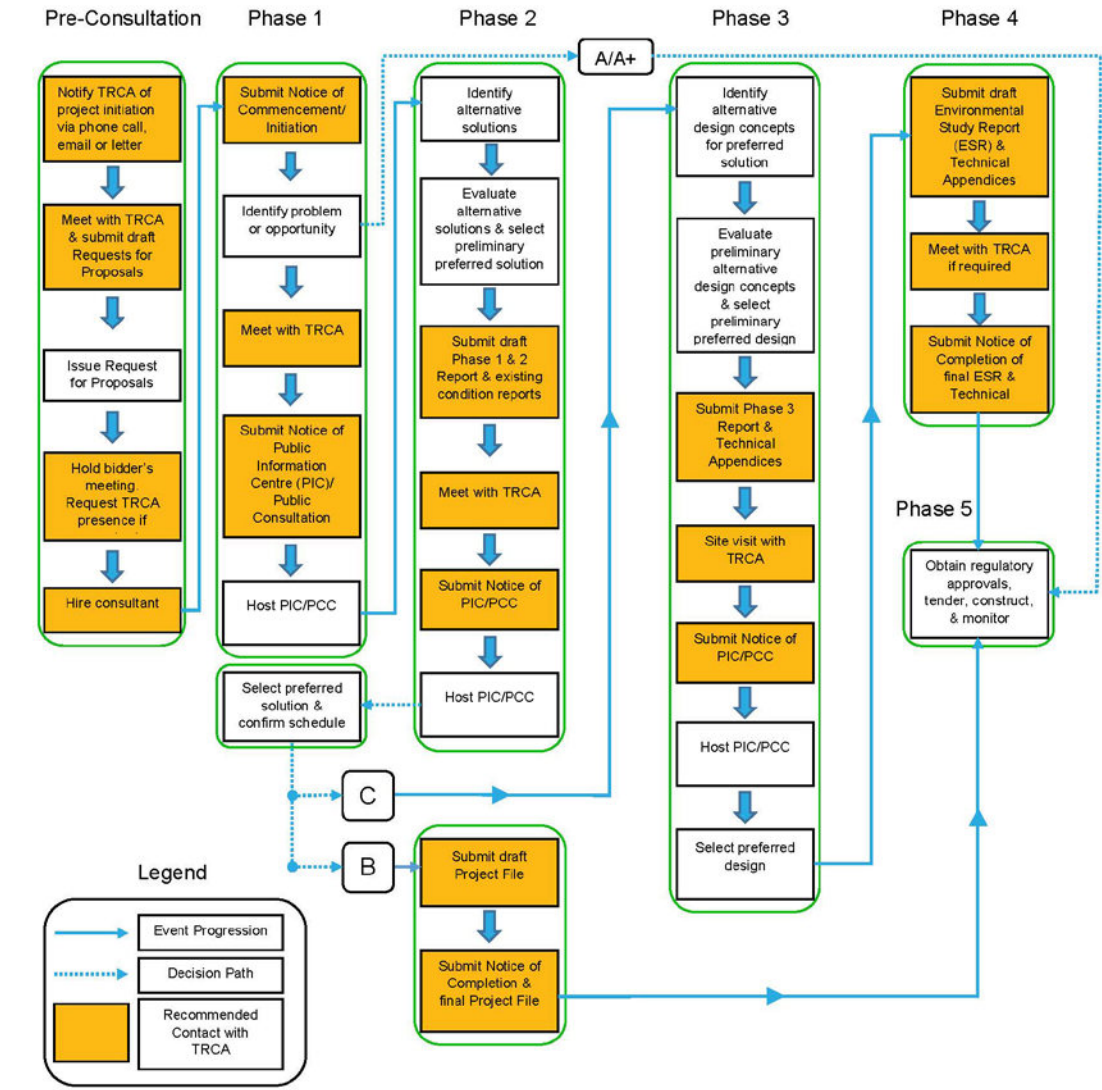 Pre-Consultation
Notify TRCA of
project initiation
via phone call,
email or letter
Meet with TRCA
& submit draft
Requests for
Proposals
Issue Request
for Proposals
Hold bidder's
meeting.
Request TRCA
presence if
Hire consultant
Phase 1
Submit Notice of
Commencement/
Initiation
Identify problem
or opportunity
Meet with TRCA
Submit Notice of
Public
Information
Centre (PIC)/
Public
Consultation
Host PIC/PCC
Select preferred
solution &
confirm schedule
Phase 2
Identify
alternative
solutions
Evaluate
alternative
solutions & select
preliminary
preferred solution
Submit draft
Phase 1 & 2
Report & existing
condition reports
Meet with TRCA
Submit Notice of
PIC/PCC
Host PIC/PCC
A/A+
C
B
Submit draft
Project File
Submit Notice of
Completion &
final Project File
Phase 3
Identify
alternative
design concepts
for preferred
solution
Evaluate
preliminary
alternative
design concepts
& select
preliminary
preferred design
Submit Phase 3
Report &
Technical
Appendices
Site visit with
TRCA
Submit Notice of
PIC/PCC
Host PIC/PCC
Select preferred
design
Phase 4
Submit draft
Environmental
Study Report
(ESR) &
Technical
Appendices
Meet with TRCA
if required
Submit Notice of
Completion of
final ESR &
Technical
Phase 5
Obtain regulatory
approvals,
tender, construct,
& monitor
Legend
Event Progression
Decision Path
Recommended
Contact with
TRCA